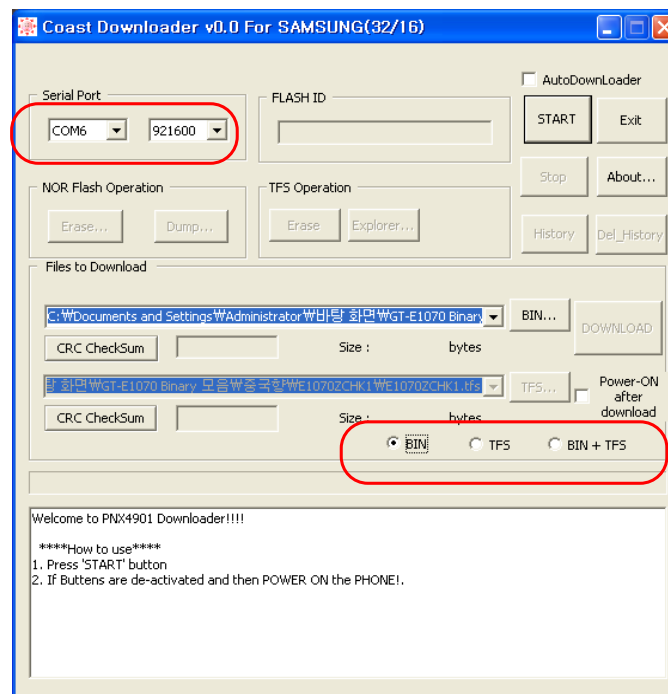 Coast Downloader v0.0 For SAMSUNG(32/16)
AutoDownLoader
Serial Port
FLASH ID
COM6
921600
START
Exit
NOR Flash Operation
TFS Operation
Stop
About...
Erase...
Dump...
Erase
Explorer...
History
Del_History
Files to Download
C:₩Documents and Settings₩Administrator₩바탕 화면₩GT-E1070 Binary
BIN...
DOWNLOAD
CRC CheckSum
Size :
bytes
탕 화면₩GT-E1070 Binary 모음₩중국향₩E1070ZCHK1₩E1070ZCHK1.tfs
TFS...
Power-ON
after
download
CRC CheckSum
Size :
bytes
BIN
TFS
BIN + TFS
Welcome to PNX4901 Downloader!!!!
****How to use****
1. Press 'START' button
2. If Buttens are de-activated and then POWER ON the PHONE!.